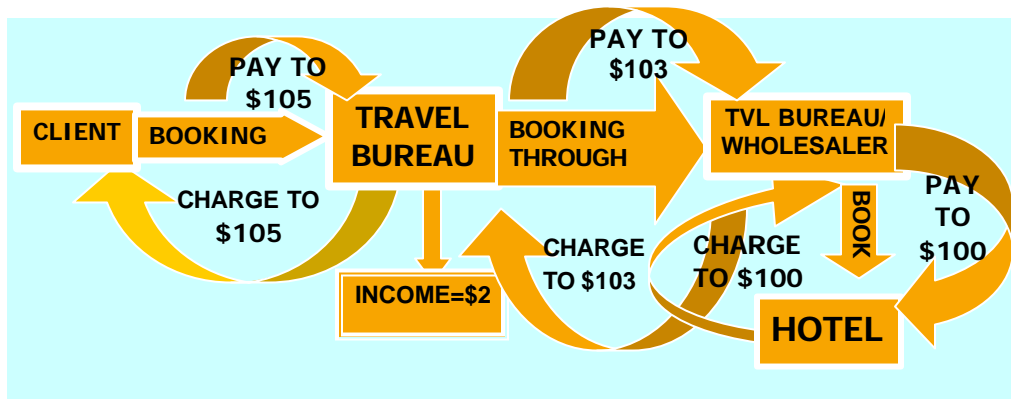 PAY TO
$105
PAY TO
$103
CLIENT
BOOKING
TRAVEL
BUREAU
BOOKING
THROUGH
TVL BUREAU/
WHOLESALER
CHARGE TO
$105
CHARGE
TO $103
CHARGE
TO $100
BOOK
PAY
TO
$100
INCOME=$2
HOTEL